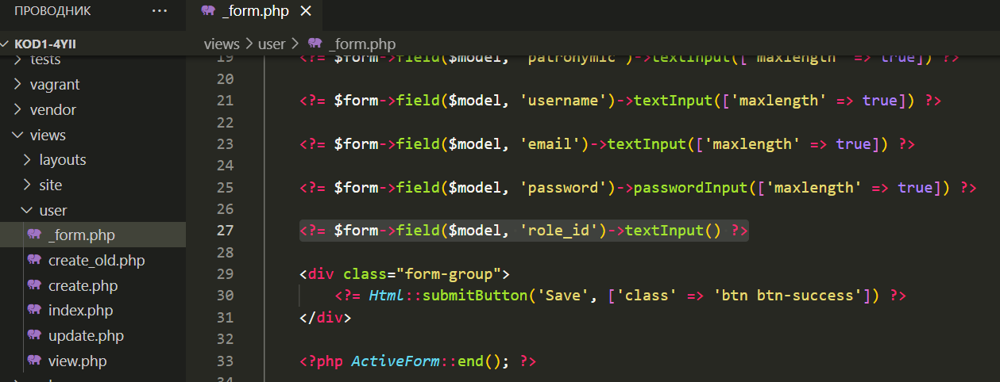 ПРОВОДНИК ...
_form.php
KOD1-4YII
views > user > _form.php
tests
vagrant
vendor
views
layouts
site
user
_form.php
create_old.php
create.php
index.php
update.php
view.php
19 <?= $form->field($model, 'patronymic')->textInput(['maxlength' => true]) ?>
20
21 <?= $form->field($model, 'username')->textInput(['maxlength' => true]) ?>
22
23 <?= $form->field($model, 'email')->textInput(['maxlength' => true]) ?>
24
25 <?= $form->field($model, 'password')->passwordInput(['maxlength' => true]) ?>
26
27 <?= $form->field($model, 'role_id')->textInput() ?>
28
29 <div class="form-group">
30 <?= Html::submitButton('Save', ['class' => 'btn btn-success']) ?>
31 </div>
32
33 <?php ActiveForm::end(); ?>
34